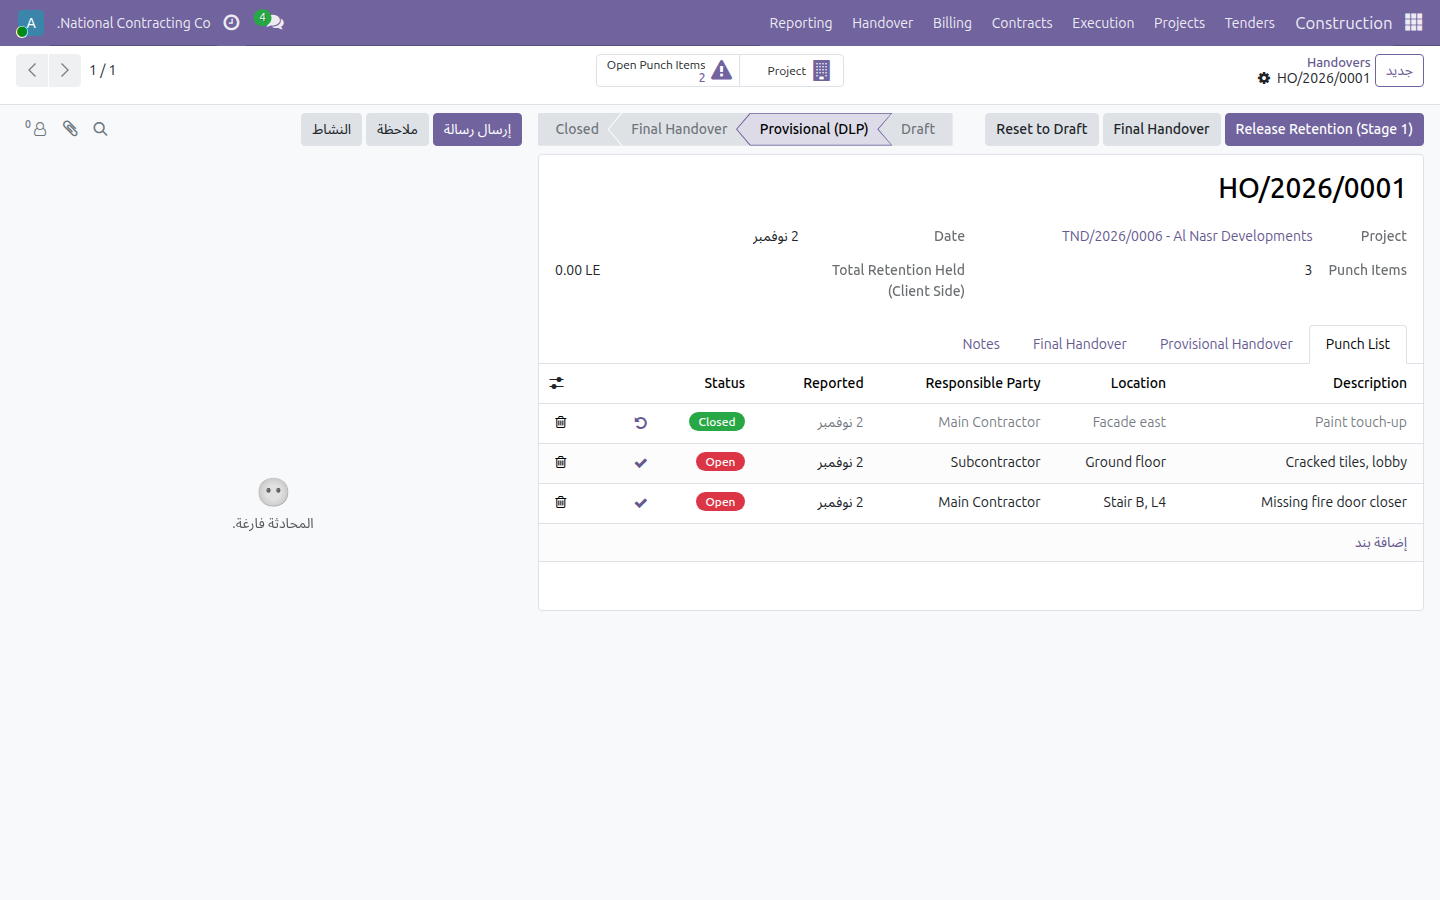 Construction
Tenders
Projects
Execution
Contracts
Billing
Handover
Reporting
4
.National Contracting Co
A
جديد
Handovers
HO/2026/0001
Project
Open Punch Items
2
1 / 1
Release Retention (Stage 1)
Final Handover
Reset to Draft
Draft
Provisional (DLP)
Final Handover
Closed
إرسال رسالة
ملاحظة
النشاط
0
HO/2026/0001
Project
TND/2026/0006 - Al Nasr Developments
Punch Items
3
Date
2 نوفمبر
Total Retention Held
(Client Side)
0.00 LE
Punch List
Provisional Handover
Final Handover
Notes
Description
Location
Responsible Party
Reported
Status
Paint touch-up
Facade east
Main Contractor
2 نوفمبر
Closed
Cracked tiles, lobby
Ground floor
Subcontractor
2 نوفمبر
Open
Missing fire door closer
Stair B, L4
Main Contractor
2 نوفمبر
Open
إضافة بند
المحادثة فارغة.